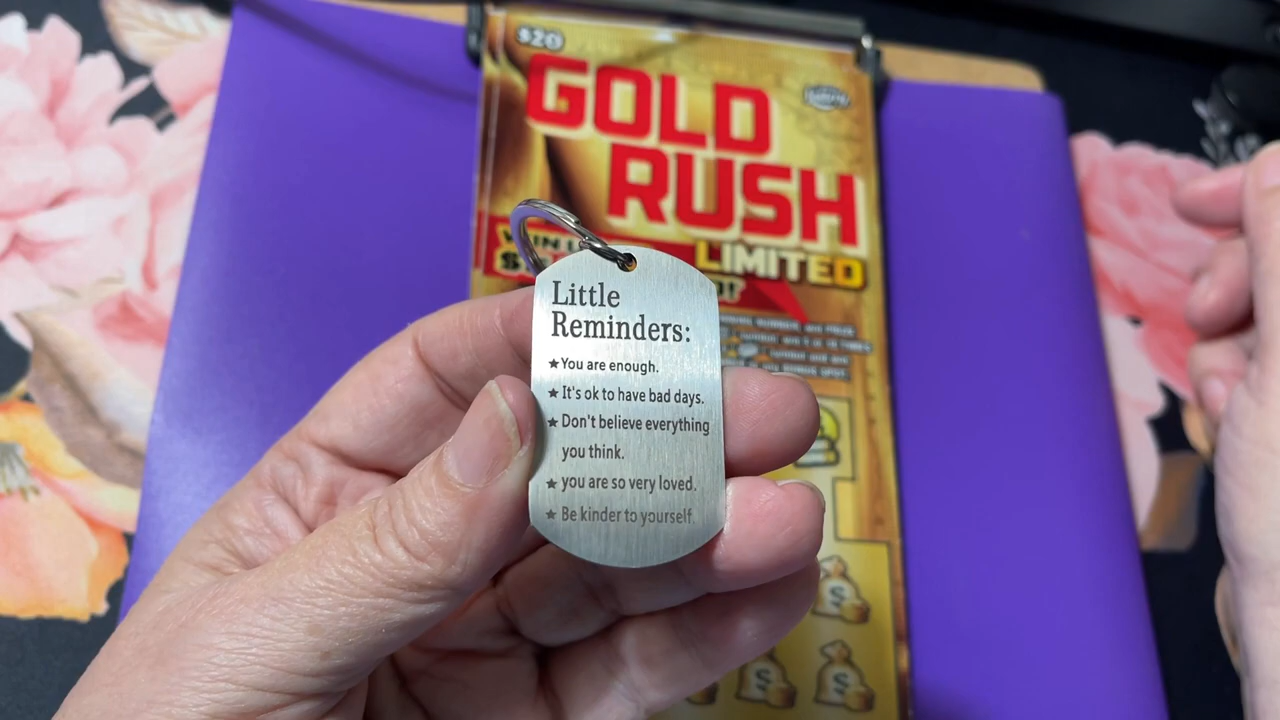 $20
GOLD
RUSH
LIMITED
Little
Reminders:
★You are enough.
★ It's ok to have bad days.
★ Don't believe everything
you think.
★ you are so very loved.
★ Be kinder to yourself.